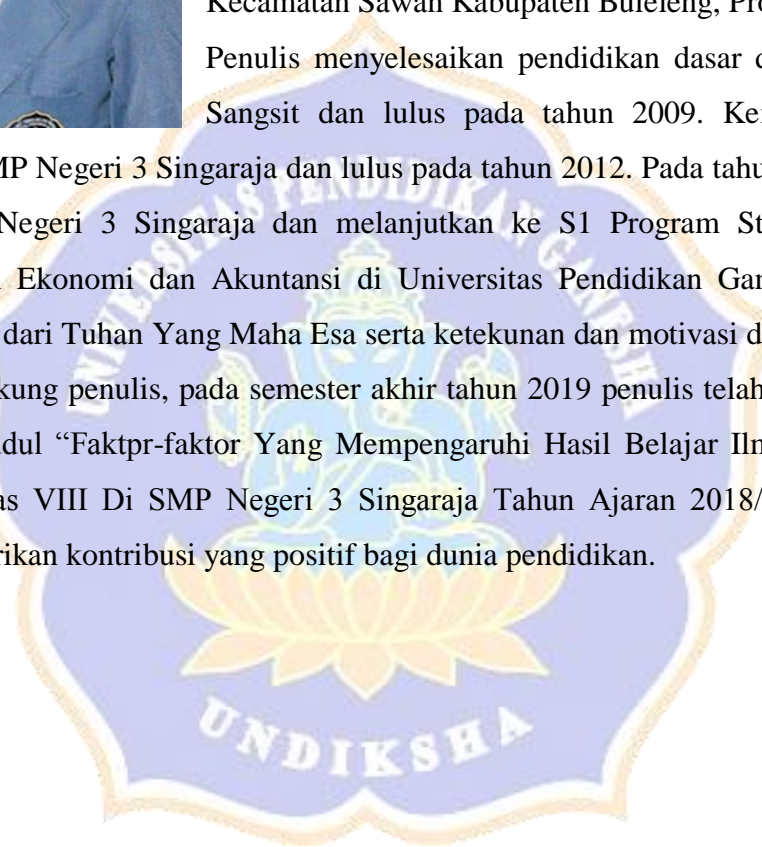 Kecamatan Sawan Kabupaten Buleleng, Pro
Penulis menyelesaikan pendidikan dasar d
Sangsit dan lulus pada tahun 2009. Ke
MP Negeri 3 Singaraja dan lulus pada tahun 2012. Pada tahu
Negeri 3 Singaraja dan melanjutkan ke S1 Program St
Ekonomi dan Akuntansi di Universitas Pendidikan Gan
dari Tuhan Yang Maha Esa serta ketekunan dan motivasi d
kung penulis, pada semester akhir tahun 2019 penulis telah
dul “Faktpr-faktor Yang Mempengaruhi Hasil Belajar Iln
as VIII Di SMP Negeri 3 Singaraja Tahun Ajaran 2018/
rikan kontribusi yang positif bagi dunia pendidikan.
UNIVERSITAS PENDIDIKAN GANESHA
UNDIKSHA